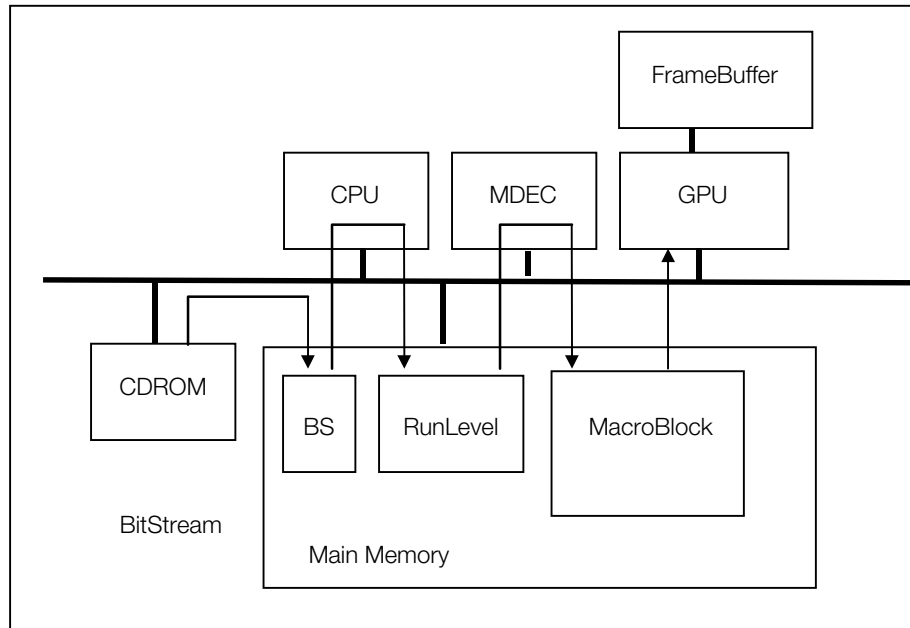 FrameBuffer
CPU
MDEC
GPU
CDROM
BS
RunLevel
MacroBlock
BitStream
Main Memory